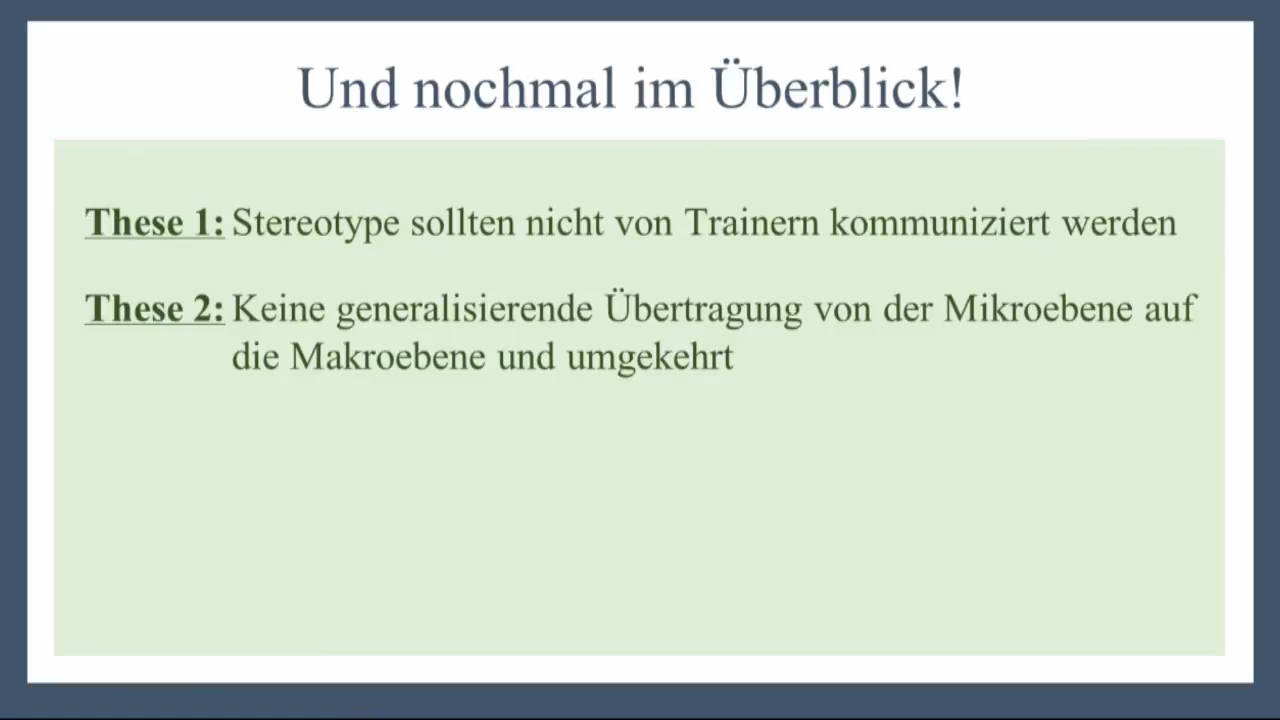 Und nochmal im Überblick!
These 1: Stereotype sollten nicht von Trainern kommuniziert werden
These 2: Keine generalisierende Übertragung von der Mikroebene auf
die Makroebene und umgekehrt